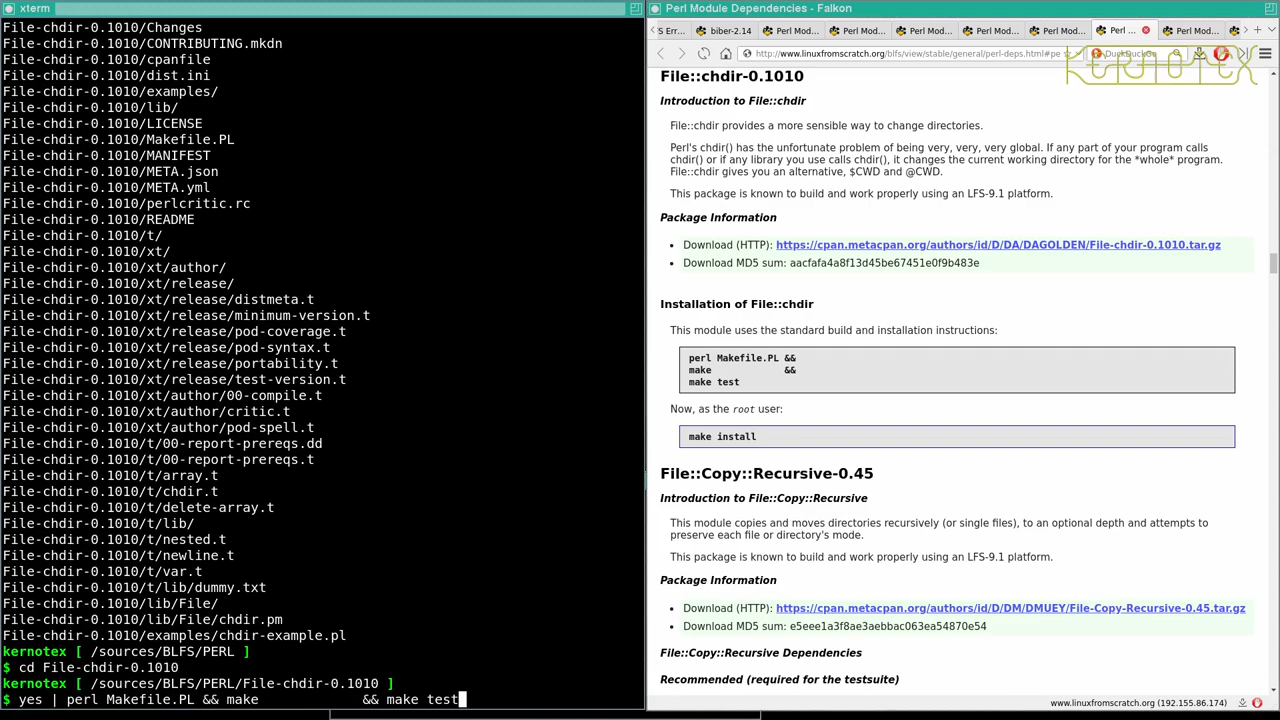 xterm
File-chdir-0.1010/Changes
File-chdir-0.1010/CONTRIBUTING.mkdn
File-chdir-0.1010/cpanfile
File-chdir-0.1010/dist.ini
File-chdir-0.1010/examples/
File-chdir-0.1010/lib/
File-chdir-0.1010/LICENSE
File-chdir-0.1010/Makefile.PL
File-chdir-0.1010/MANIFEST
File-chdir-0.1010/META.json
File-chdir-0.1010/META.yml
File-chdir-0.1010/perlcritic.rc
File-chdir-0.1010/README
File-chdir-0.1010/t/
File-chdir-0.1010/xt/
File-chdir-0.1010/xt/author/
File-chdir-0.1010/xt/release/
File-chdir-0.1010/xt/release/distmeta.t
File-chdir-0.1010/xt/release/minimum-version.t
File-chdir-0.1010/xt/release/pod-coverage.t
File-chdir-0.1010/xt/release/pod-syntax.t
File-chdir-0.1010/xt/release/portability.t
File-chdir-0.1010/xt/release/test-version.t
File-chdir-0.1010/xt/author/00-compile.t
File-chdir-0.1010/xt/author/critic.t
File-chdir-0.1010/xt/author/pod-spell.t
File-chdir-0.1010/t/00-report-prereqs.dd
File-chdir-0.1010/t/00-report-prereqs.t
File-chdir-0.1010/t/array.t
File-chdir-0.1010/t/chdir.t
File-chdir-0.1010/t/delete-array.t
File-chdir-0.1010/t/lib/
File-chdir-0.1010/t/nested.t
File-chdir-0.1010/t/newline.t
File-chdir-0.1010/t/var.t
File-chdir-0.1010/t/lib/dummy.txt
File-chdir-0.1010/lib/File/
File-chdir-0.1010/lib/File/chdir.pm
File-chdir-0.1010/examples/chdir-example.pl
kernotex [ /sources/BLFS/PERL ]
$ cd File-chdir-0.1010
kernotex [ /sources/BLFS/PERL/File-chdir-0.1010 ]
$ yes | perl Makefile.PL && make             && make test
Perl Module Dependencies - Falkon
S Err... biber-2.14 Perl Mod... Perl Mod... Perl Mod... Perl Mod... Perl Mod... Perl ... Perl Mod...
http://www.linuxfromscratch.org/blfs/view/stable/general/perl-deps.html#pe DuckDuckGo
KERNOTEX
File::chdir-0.1010
Introduction to File::chdir
File::chdir provides a more sensible way to change directories.
Perl's chdir() has the unfortunate problem of being very, very, very global. If any part of your program calls
chdir() or if any library you use calls chdir(), it changes the current working directory for the *whole* program.
File::chdir gives you an alternative, $CWD and @CWD.
This package is known to build and work properly using an LFS-9.1 platform.
Package Information
• Download (HTTP): https://cpan.metacpan.org/authors/id/D/DA/DAGOLDEN/File-chdir-0.1010.tar.gz
• Download MD5 sum: aacfafa4a8f13d45be67451e0f9b483e
Installation of File::chdir
This module uses the standard build and installation instructions:
perl Makefile.PL &&
make             &&
make test
Now, as the root user:
make install
File::Copy::Recursive-0.45
Introduction to File::Copy::Recursive
This module copies and moves directories recursively (or single files), to an optional depth and attempts to
preserve each file or directory's mode.
This package is known to build and work properly using an LFS-9.1 platform.
Package Information
• Download (HTTP): https://cpan.metacpan.org/authors/id/D/DM/DMUEY/File-Copy-Recursive-0.45.tar.gz
• Download MD5 sum: e5eee1a3f8ae3aebbac063ea54870e54
File::Copy::Recursive Dependencies
Recommended (required for the testsuite)
www.linuxfromscratch.org (192.155.86.174)